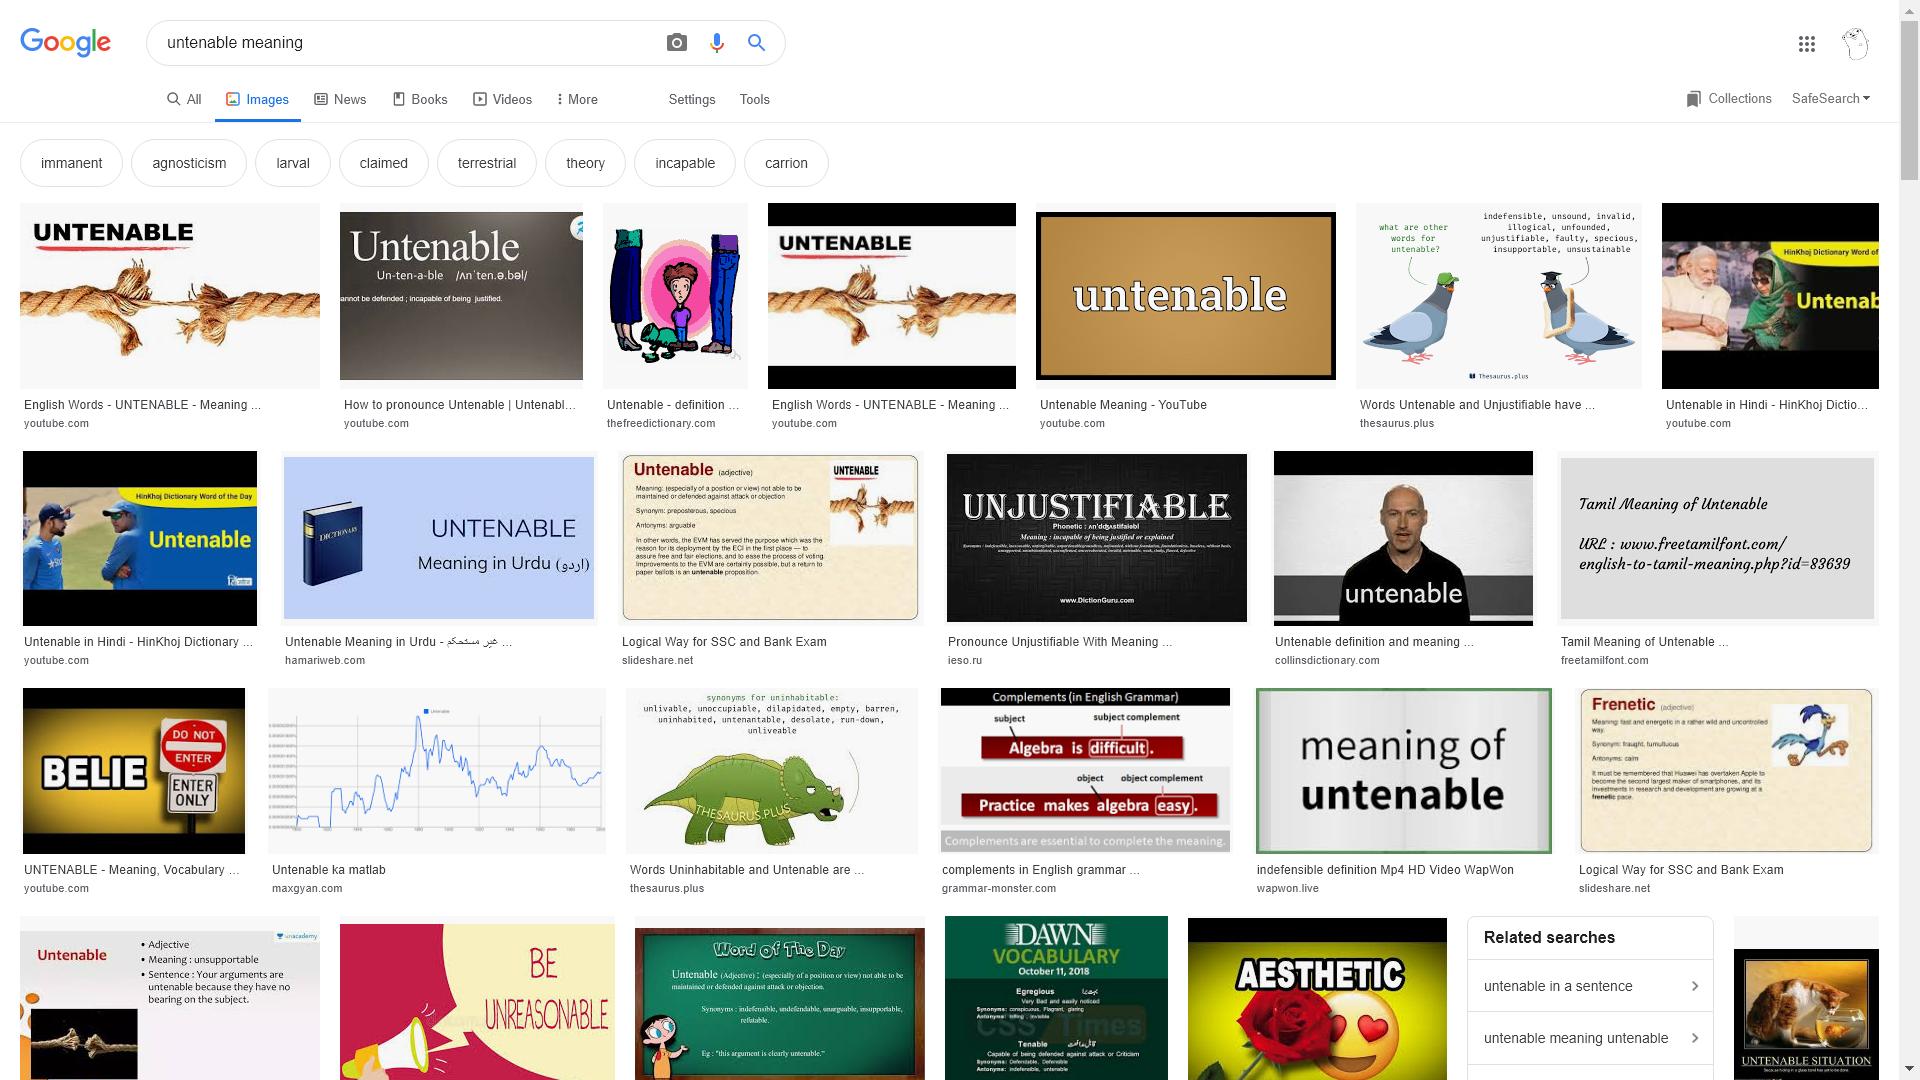 Google
untenable meaning
All
Images
News
Books
Videos
More
Settings
Tools
Collections
SafeSearch
immanent
agnosticism
larval
claimed
terrestrial
theory
incapable
carrion
UNTENABLE
English Words - UNTENABLE - Meaning ...
youtube.com
Untenable
Un-ten-a-ble /ʌnˈten.ə.bəl/
annot be defended ; incapable of being justified.
How to pronounce Untenable | Untenabl...
youtube.com
Untenable - definition ...
thefreedictionary.com
UNTENABLE
English Words - UNTENABLE - Meaning ...
youtube.com
untenable
Untenable Meaning - YouTube
youtube.com
what are other
words for
untenable?
indefensible, unsound, invalid,
illogical, unfounded,
unjustifiable, faulty, specious,
insupportable, unsustainable
Thesaurus.plus
Words Untenable and Unjustifiable have ...
thesaurus.plus
HinKhoj Dictionary Word of
Untenab
Untenable in Hindi - HinKhoj Dictio...
youtube.com
HinKhoj Dictionary Word of the Day
Untenable
Untenable in Hindi - HinKhoj Dictionary ...
youtube.com
DICTIONARY
UNTENABLE
Meaning in Urdu (اردو)
Untenable Meaning in Urdu - غیر مستحکم ...
hamariweb.com
Untenable (adjective)
UNTENABLE
Meaning: (especially of a position or view) not able to be
maintained or defended against attack or objection
Synonym: preposterous, specious
Antonyms: arguable
In other words, the EVM has served the purpose which was the
reason for its deployment by the ECI in the first place — to
assure free and fair elections, and to ease the process of voting.
Improvements to the EVM are certainly possible, but a return to
paper ballots is an untenable proposition.
Logical Way for SSC and Bank Exam
slideshare.net
UNJUSTIFIABLE
Meaning : incapable of being justified or explained
www.DictionGuru.com
Pronounce Unjustifiable With Meaning ...
ieso.ru
untenable
Untenable definition and meaning ...
collinsdictionary.com
Tamil Meaning of Untenable
URL : www.freetamilfont.com/
english-to-tamil-meaning.php?id=83639
Tamil Meaning of Untenable ...
freetamilfont.com
BELIE
DO NOT
ENTER
ENTER
ONLY
UNTENABLE - Meaning, Vocabulary ...
youtube.com
Untenable
Untenable ka matlab
maxgyan.com
synonyms for uninhabitable:
unlivable, unoccupiable, dilapidated, empty, barren,
uninhabited, untenantable, desolate, run-down,
unliveable
THESAURUS.PLUS
Words Uninhabitable and Untenable are ...
thesaurus.plus
Complements (in English Grammar)
subject
subject complement
Algebra is difficult.
object
object complement
Practice makes algebra easy.
Complements are essential to complete the meaning.
complements in English grammar ...
grammar-monster.com
meaning of
untenable
indefensible definition Mp4 HD Video WapWon
wapwon.live
Frenetic (adjective)
Meaning: fast and energetic in a rather wild and uncontrolled
way.
Synonym: fraught, tumultuous
Antonyms: calm
It must be remembered that Huawei has overtaken Apple to
become the second largest maker of smartphones, and its
investments in research and development are growing at a
frenetic pace.
Logical Way for SSC and Bank Exam
slideshare.net
unacademy
Untenable
• Adjective
• Meaning : unsupportable
• Sentence : Your arguments are
untenable because they have no
bearing on the subject.
BE
UNREASONABLE
Word Of The Day
Untenable (Adjective) : (especially of a position or view) not able to be
maintained or defended against attack or objection.
Synonyms : indefensible, undefendable, unarguable, insupportable,
refutable.
Eg : "this argument is clearly untenable."
DAWN
VOCABULARY
October 11, 2018
Egregious
Very Bad and easily noticed
Synonyms: conspicuous, Flagrant, glaring
CSS Times
Tenable
Capable of being defended against attack or Criticism
Synonyms: Defendable, Defensible
Antonyms: indefensible, untenable
AESTHETIC
Related searches
untenable in a sentence
untenable meaning untenable
UNTENABLE SITUATION